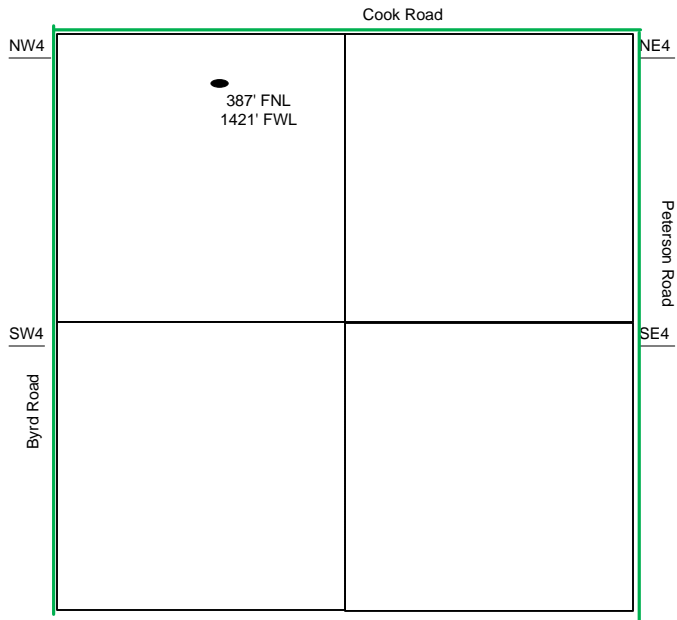 Cook Road
NW4
NE4
387' FNL
1421' FWL
Peterson Road
SW4
SE4
Byrd Road